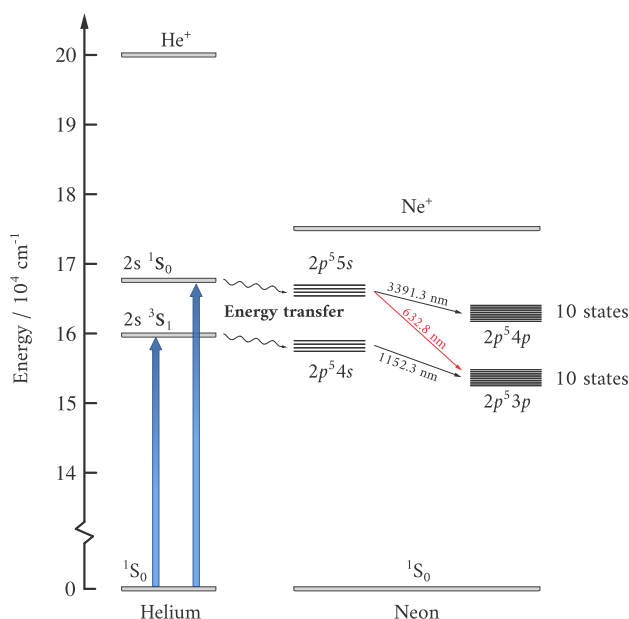 He⁺
20
19
18
Ne⁺
17
2s ¹S₀
2p⁵5s
3391.3 nm
Energy transfer
632.8 nm
10 states
2s ³S₁
16
2p⁵4p
2p⁵4s
1152.3 nm
10 states
2p⁵3p
15
14
Energy / 10⁴ cm⁻¹
¹S₀
¹S₀
0
Helium
Neon